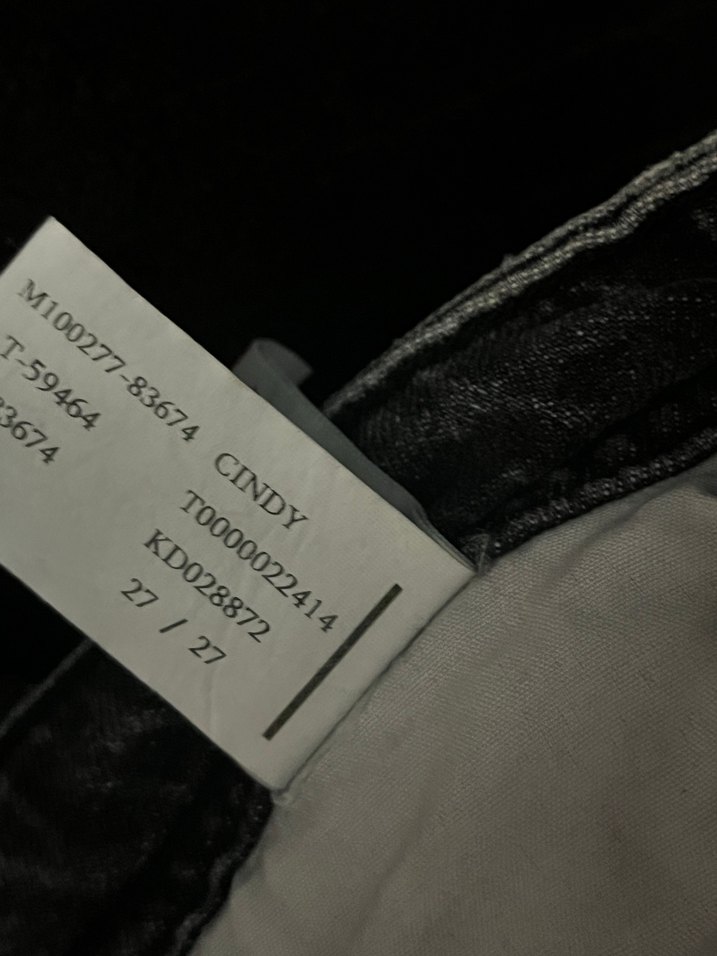 M100277-83674 CINDY
T-59464 T0000022414
83674 KD028872
27 / 27